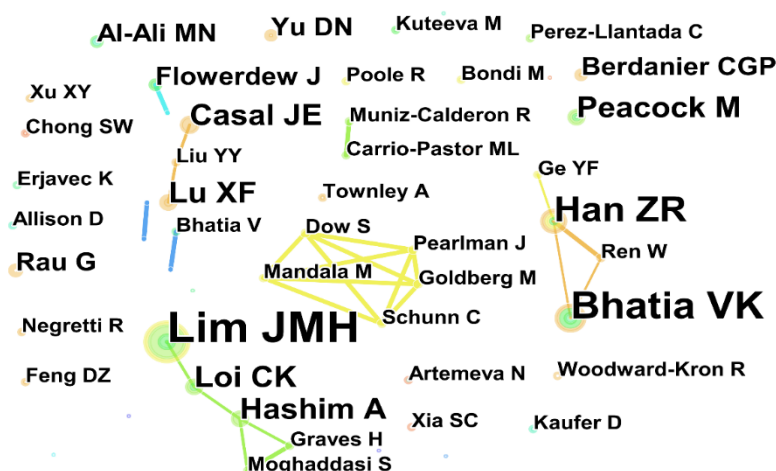 Al-Ali MN
Yu DN
Kuteeva M
Perez-Llantada C
Flowerdew J
Poole R
Bondi M
Berdanier CGP
Xu XY
Casal JE
Muniz-Calderon R
Peacock M
Chong SW
Liu YY
Carrio-Pastor ML
Ge YF
Erjavec K
Lu XF
Townley A
Han ZR
Allison D
Bhatia V
Dow S
Pearlman J
Ren W
Rau G
Mandala M
Goldberg M
Schunn C
Bhatia VK
Negretti R
Lim JMH
Feng DZ
Loi CK
Artemeva N
Woodward-Kron R
Hashim A
Xia SC
Kaufer D
Graves H
Moghaddasi S